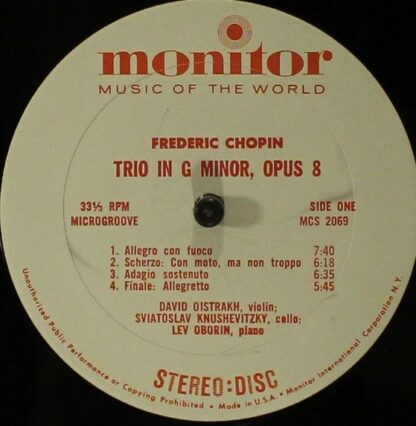 monitor
MUSIC OF THE WORLD
FREDERIC CHOPIN
TRIO IN G MINOR, OPUS 8
33⅓ RPM SIDE ONE
MICROGROOVE MCS 2069
1. Allegro con fuoco 7:40
2. Scherzo: Con moto, ma non troppo 6:18
3. Adagio sostenuto 6:35
4. Finale: Allegretto 5:45
DAVID OISTRAKH, violin;
SVIATOSLAV KNUSHEVITZKY, cello;
LEV OBORIN, piano
STEREO:DISC
Unauthorized Public Performance or Copying Prohibited • Made in U.S.A. • Monitor International Corporation N.Y.